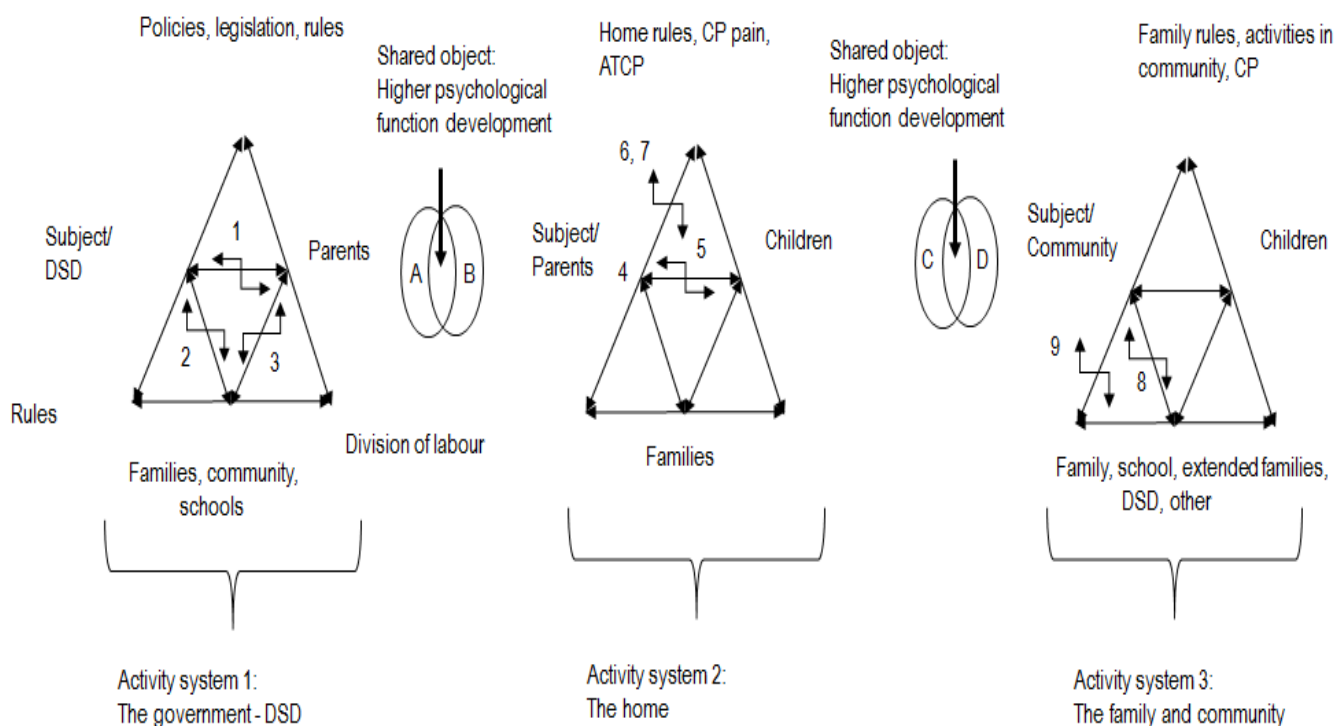 Policies, legislation, rules
Shared object:
Higher psychological
function development
Subject/
DSD
1
Parents
A
B
2
3
Rules
Division of labour
Families, community,
schools
Activity system 1:
The government - DSD
Home rules, CP pain,
ATCP
6, 7
Subject/
Parents
4
5
Children
Families
Activity system 2:
The home
Shared object:
Higher psychological
function development
C
D
Family rules, activities in
community, CP
Subject/
Community
Children
9
8
Family, school, extended families,
DSD, other
Activity system 3:
The family and community